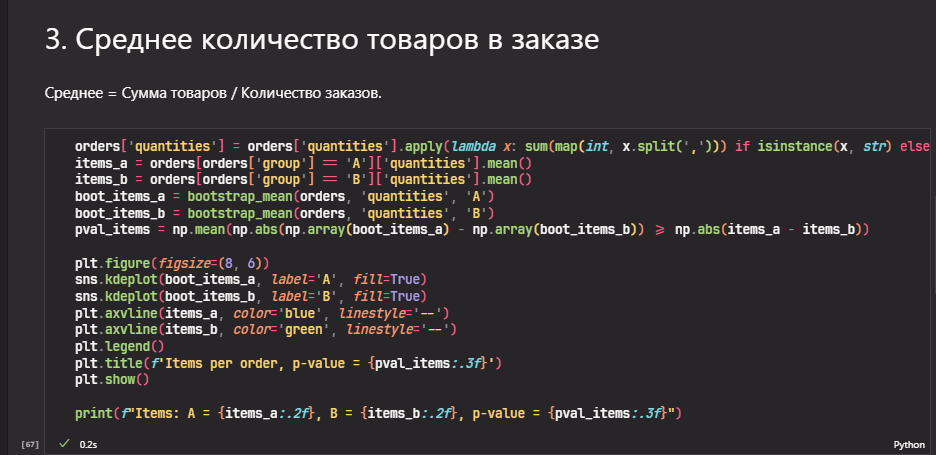 3. Среднее количество товаров в заказе
Среднее = Сумма товаров / Количество заказов.
orders['quantities'] = orders['quantities'].apply(lambda x: sum(map(int, x.split(','))) if isinstance(x, str) else
items_a = orders[orders['group'] == 'A']['quantities'].mean()
items_b = orders[orders['group'] == 'B']['quantities'].mean()
boot_items_a = bootstrap_mean(orders, 'quantities', 'A')
boot_items_b = bootstrap_mean(orders, 'quantities', 'B')
pval_items = np.mean(np.abs(np.array(boot_items_a) - np.array(boot_items_b)) >= np.abs(items_a - items_b))
plt.figure(figsize=(8, 6))
sns.kdeplot(boot_items_a, label='A', fill=True)
sns.kdeplot(boot_items_b, label='B', fill=True)
plt.axvline(items_a, color='blue', linestyle='--')
plt.axvline(items_b, color='green', linestyle='--')
plt.legend()
plt.title(f'Items per order, p-value = {pval_items:.3f}')
plt.show()
print(f"Items: A = {items_a:.2f}, B = {items_b:.2f}, p-value = {pval_items:.3f}")
[67] ✓ 0.2s Python